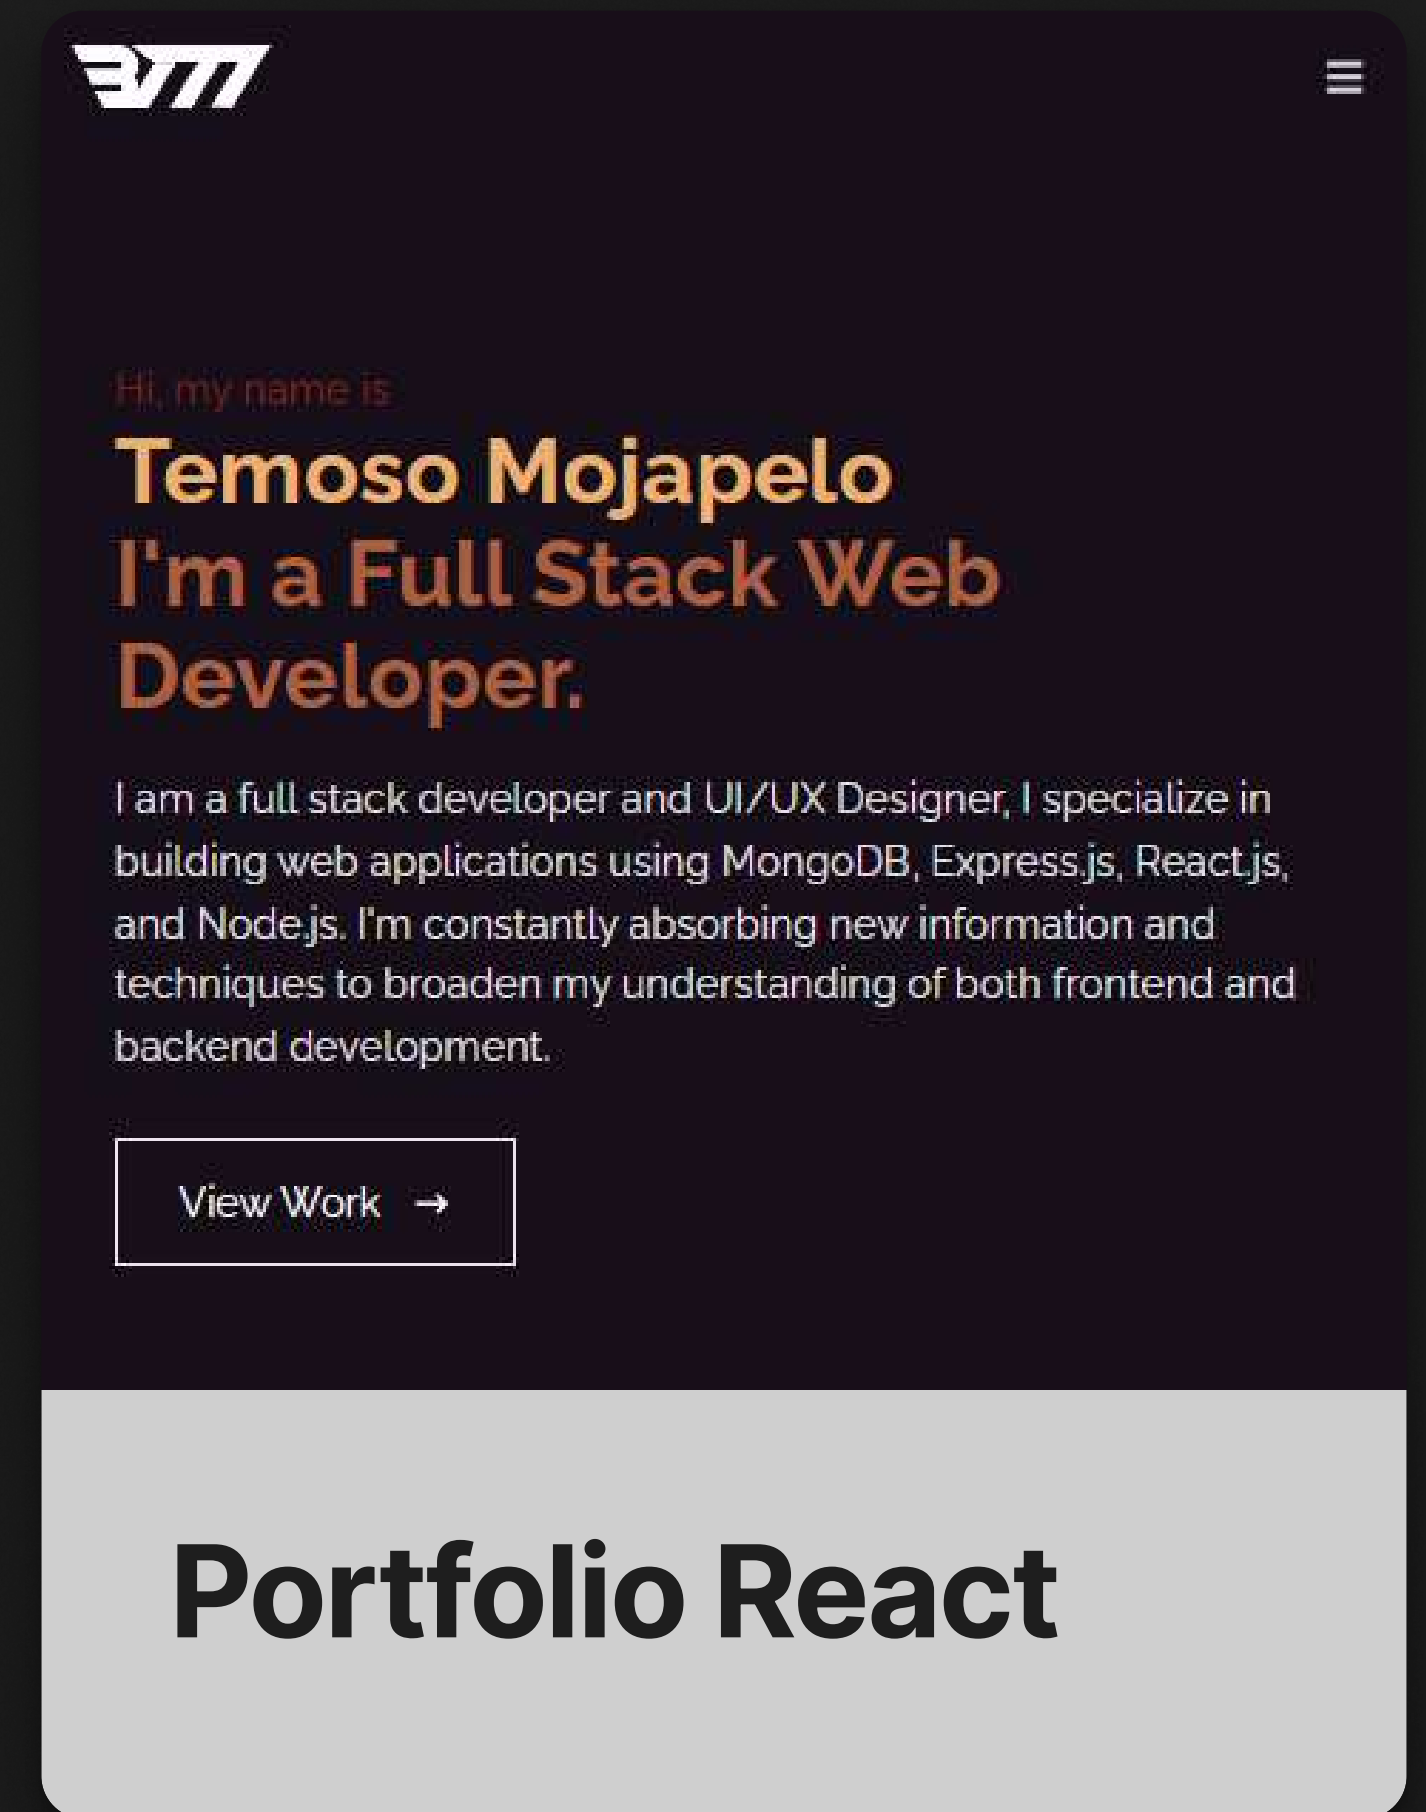 Hi, my name is
Temoso Mojapelo
I'm a Full Stack Web
Developer.
I am a full stack developer and UI/UX Designer, I specialize in
building web applications using MongoDB, Express.js, React.js,
and Node.js. I'm constantly absorbing new information and
techniques to broaden my understanding of both frontend and
backend development.
View Work →
Portfolio React